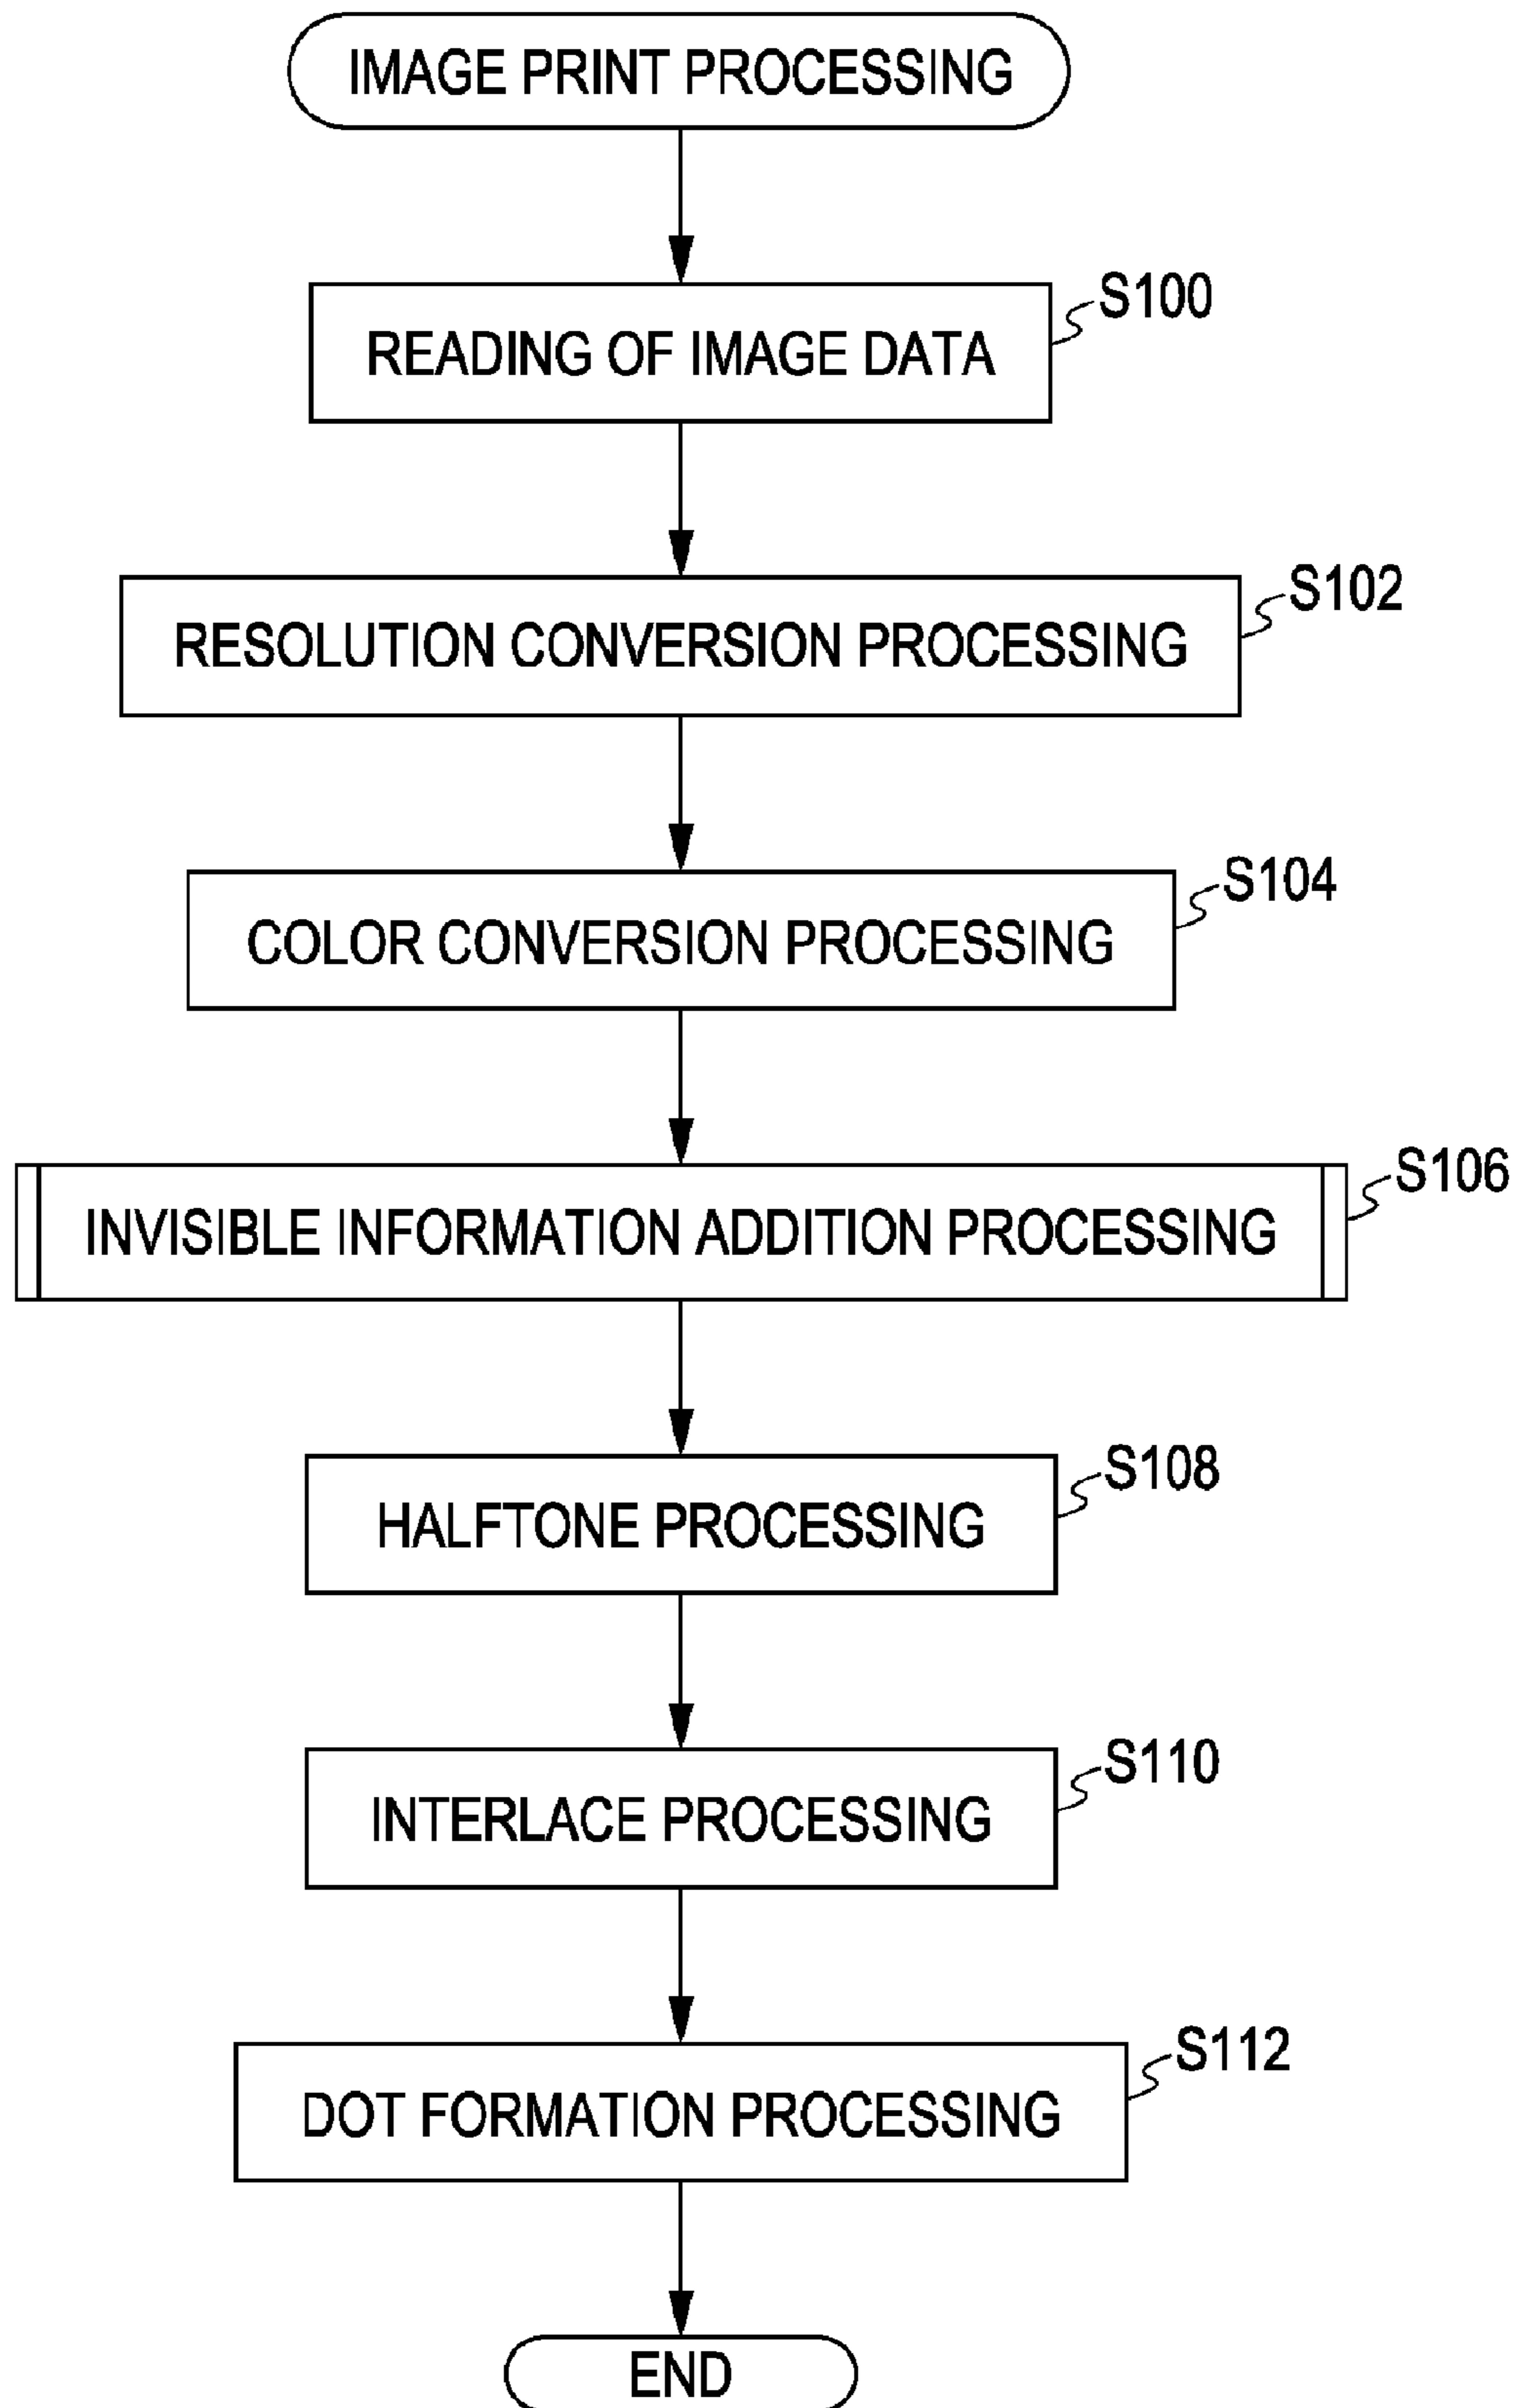 IMAGE PRINT PROCESSING
S100
READING OF IMAGE DATA
S102
RESOLUTION CONVERSION PROCESSING
S104
COLOR CONVERSION PROCESSING
S106
INVISIBLE INFORMATION ADDITION PROCESSING
S108
HALFTONE PROCESSING
S110
INTERLACE PROCESSING
S112
DOT FORMATION PROCESSING
END